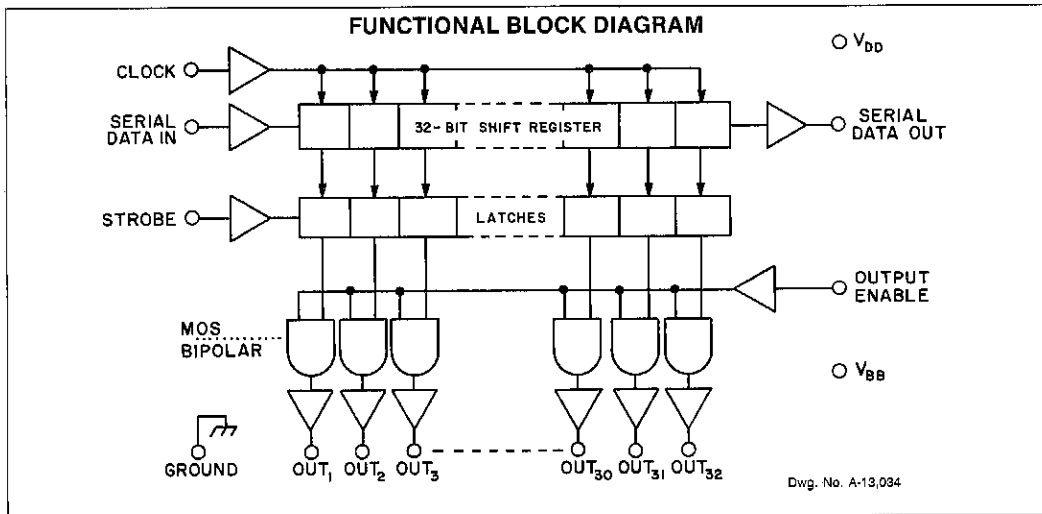 FUNCTIONAL BLOCK DIAGRAM
V_DD
CLOCK
SERIAL
DATA IN
32-BIT SHIFT REGISTER
SERIAL
DATA OUT
STROBE
LATCHES
OUTPUT
ENABLE
MOS
BIPOLAR
V_BB
GROUND
OUT_1 OUT_2 OUT_3 OUT_30 OUT_31 OUT_32
Dwg. No. A-13,034